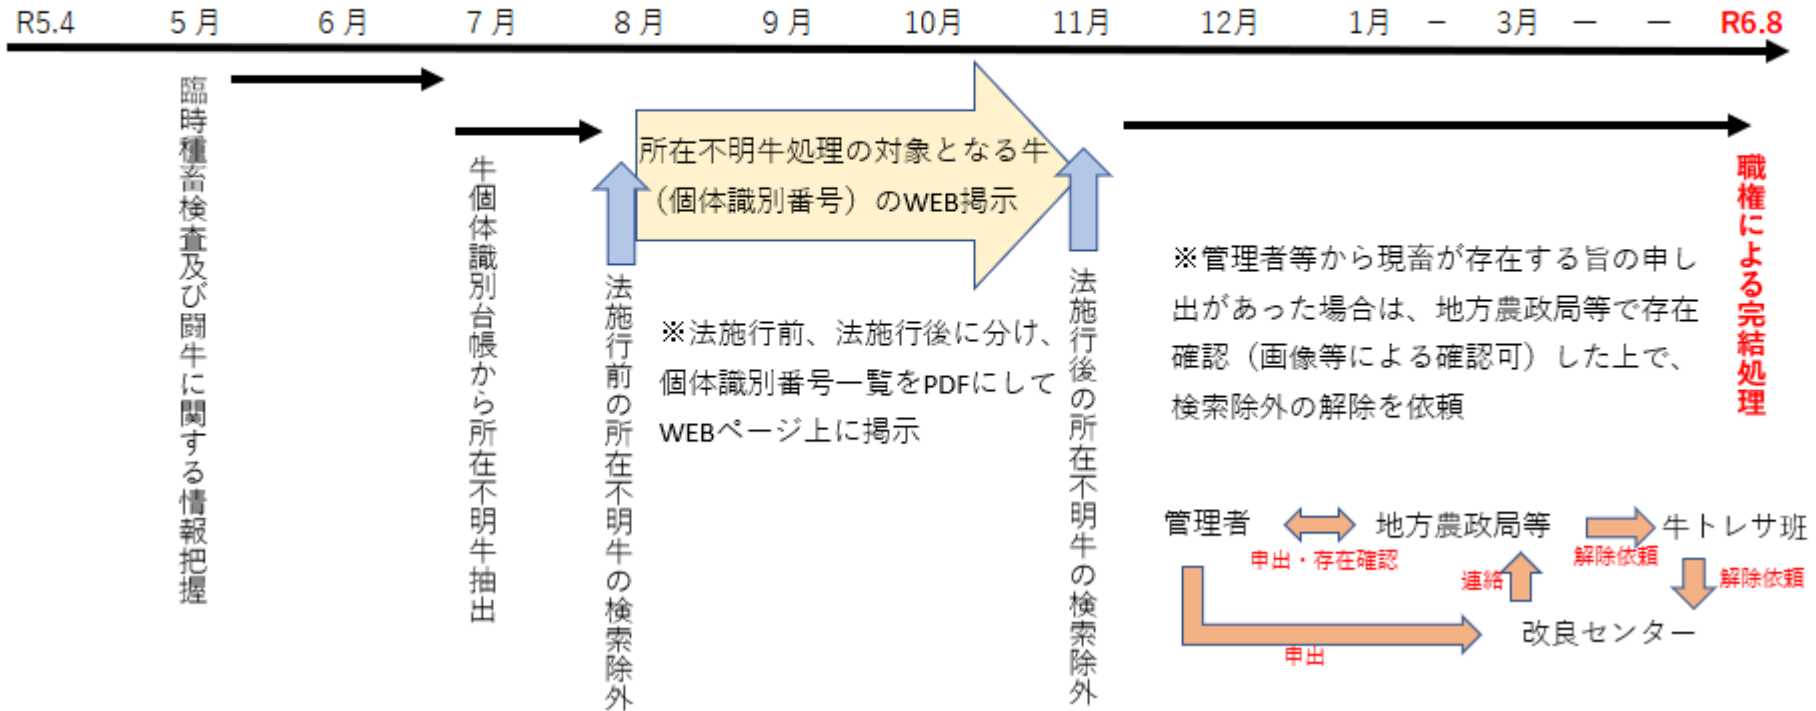 R5.4 5月 6月 7月 8月 9月 10月 11月 12月 1月 － 3月 － － R6.8
臨時種畜検査及び闘牛に関する情報把握
牛個体識別台帳から所在不明牛抽出
法施行前の所在不明牛の検索除外
所在不明牛処理の対象となる牛
（個体識別番号）のWEB掲示
※法施行前、法施行後に分け、
個体識別番号一覧をPDFにして
WEBページ上に掲示
法施行後の所在不明牛の検索除外
※管理者等から現畜が存在する旨の申し
出があった場合は、地方農政局等で存在
確認（画像等による確認可）した上で、
検索除外の解除を依頼
職権による完結処理
管理者 地方農政局等 牛トレサ班
申出・存在確認 解除依頼
連絡 解除依頼
改良センター
申出